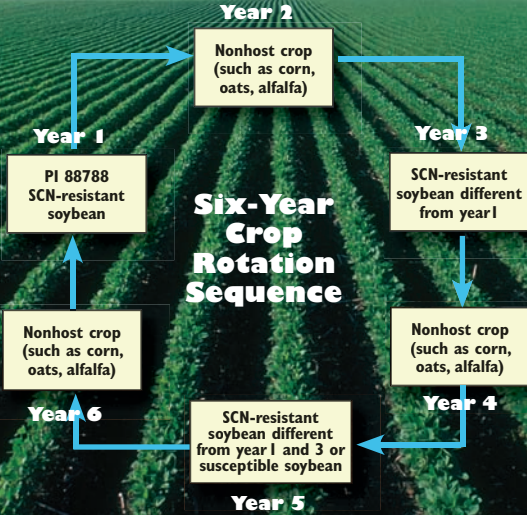 Year 2
Nonhost crop
(such as corn,
oats, alfalfa)
Year 1
PI 88788
SCN-resistant
soybean
Year 3
SCN-resistant
soybean different
from year1
Six-Year
Crop
Rotation
Sequence
Nonhost crop
(such as corn,
oats, alfalfa)
Year 4
SCN-resistant
soybean different
from year1 and 3 or
susceptible soybean
Year 5
Nonhost crop
(such as corn,
oats, alfalfa)
Year 6